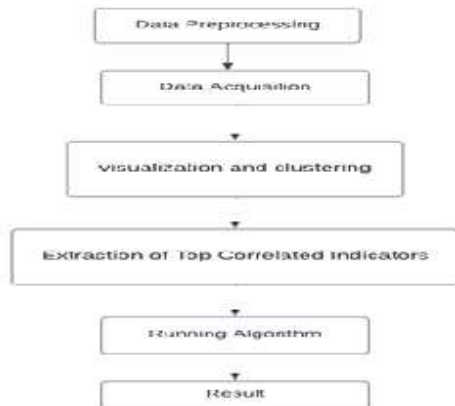 Data Preprocessing
Data Acquisition
visualization and clustering
Extraction of Top Correlated Indicators
Running Algorithm
Result